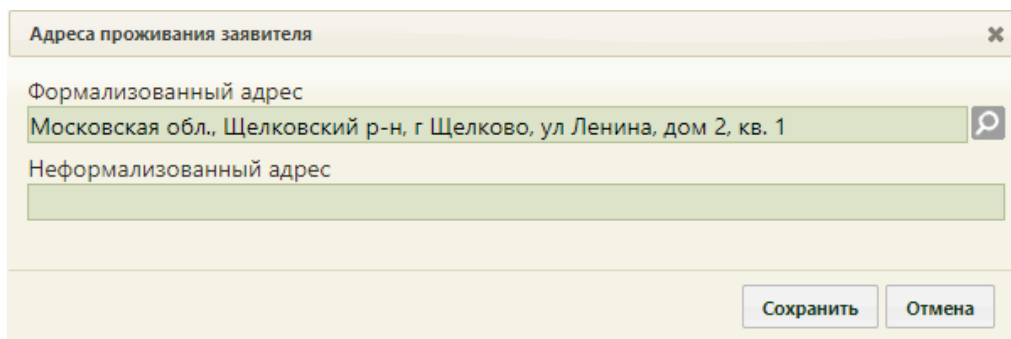 Адреса проживания заявителя
Формализованный адрес
Московская обл., Щелковский р-н, г Щелково, ул Ленина, дом 2, кв. 1
Неформализованный адрес
Сохранить Отмена